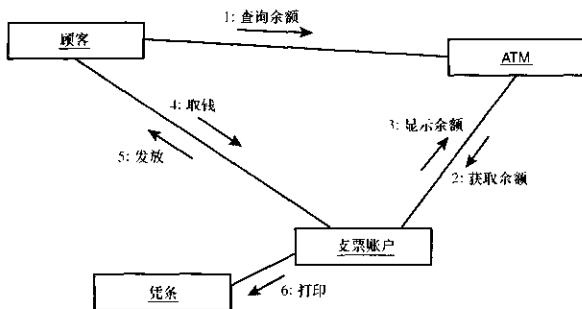 1: 查询余额
顾客
ATM
4: 取钱
3: 显示余额
5: 发放
2: 获取余额
支票账户
凭条
6: 打印